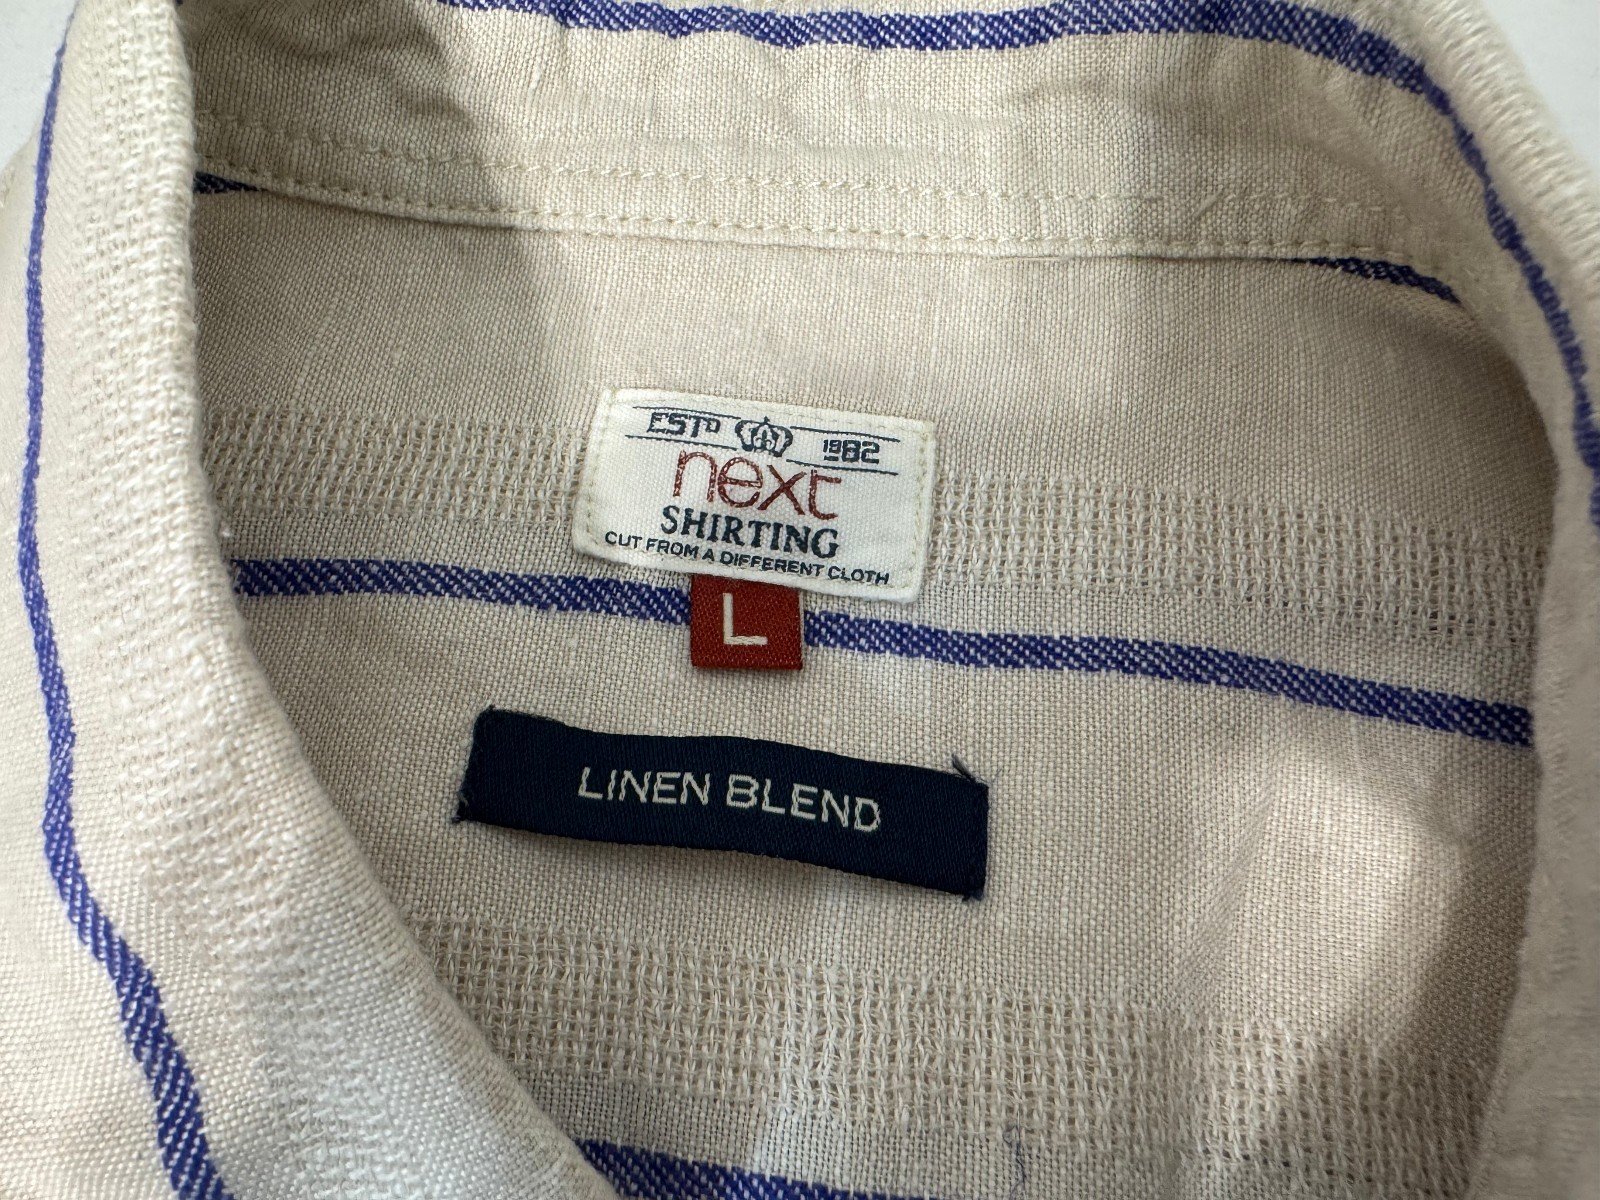 ESTD 1982
next
SHIRTING
CUT FROM A DIFFERENT CLOTH
L
LINEN BLEND